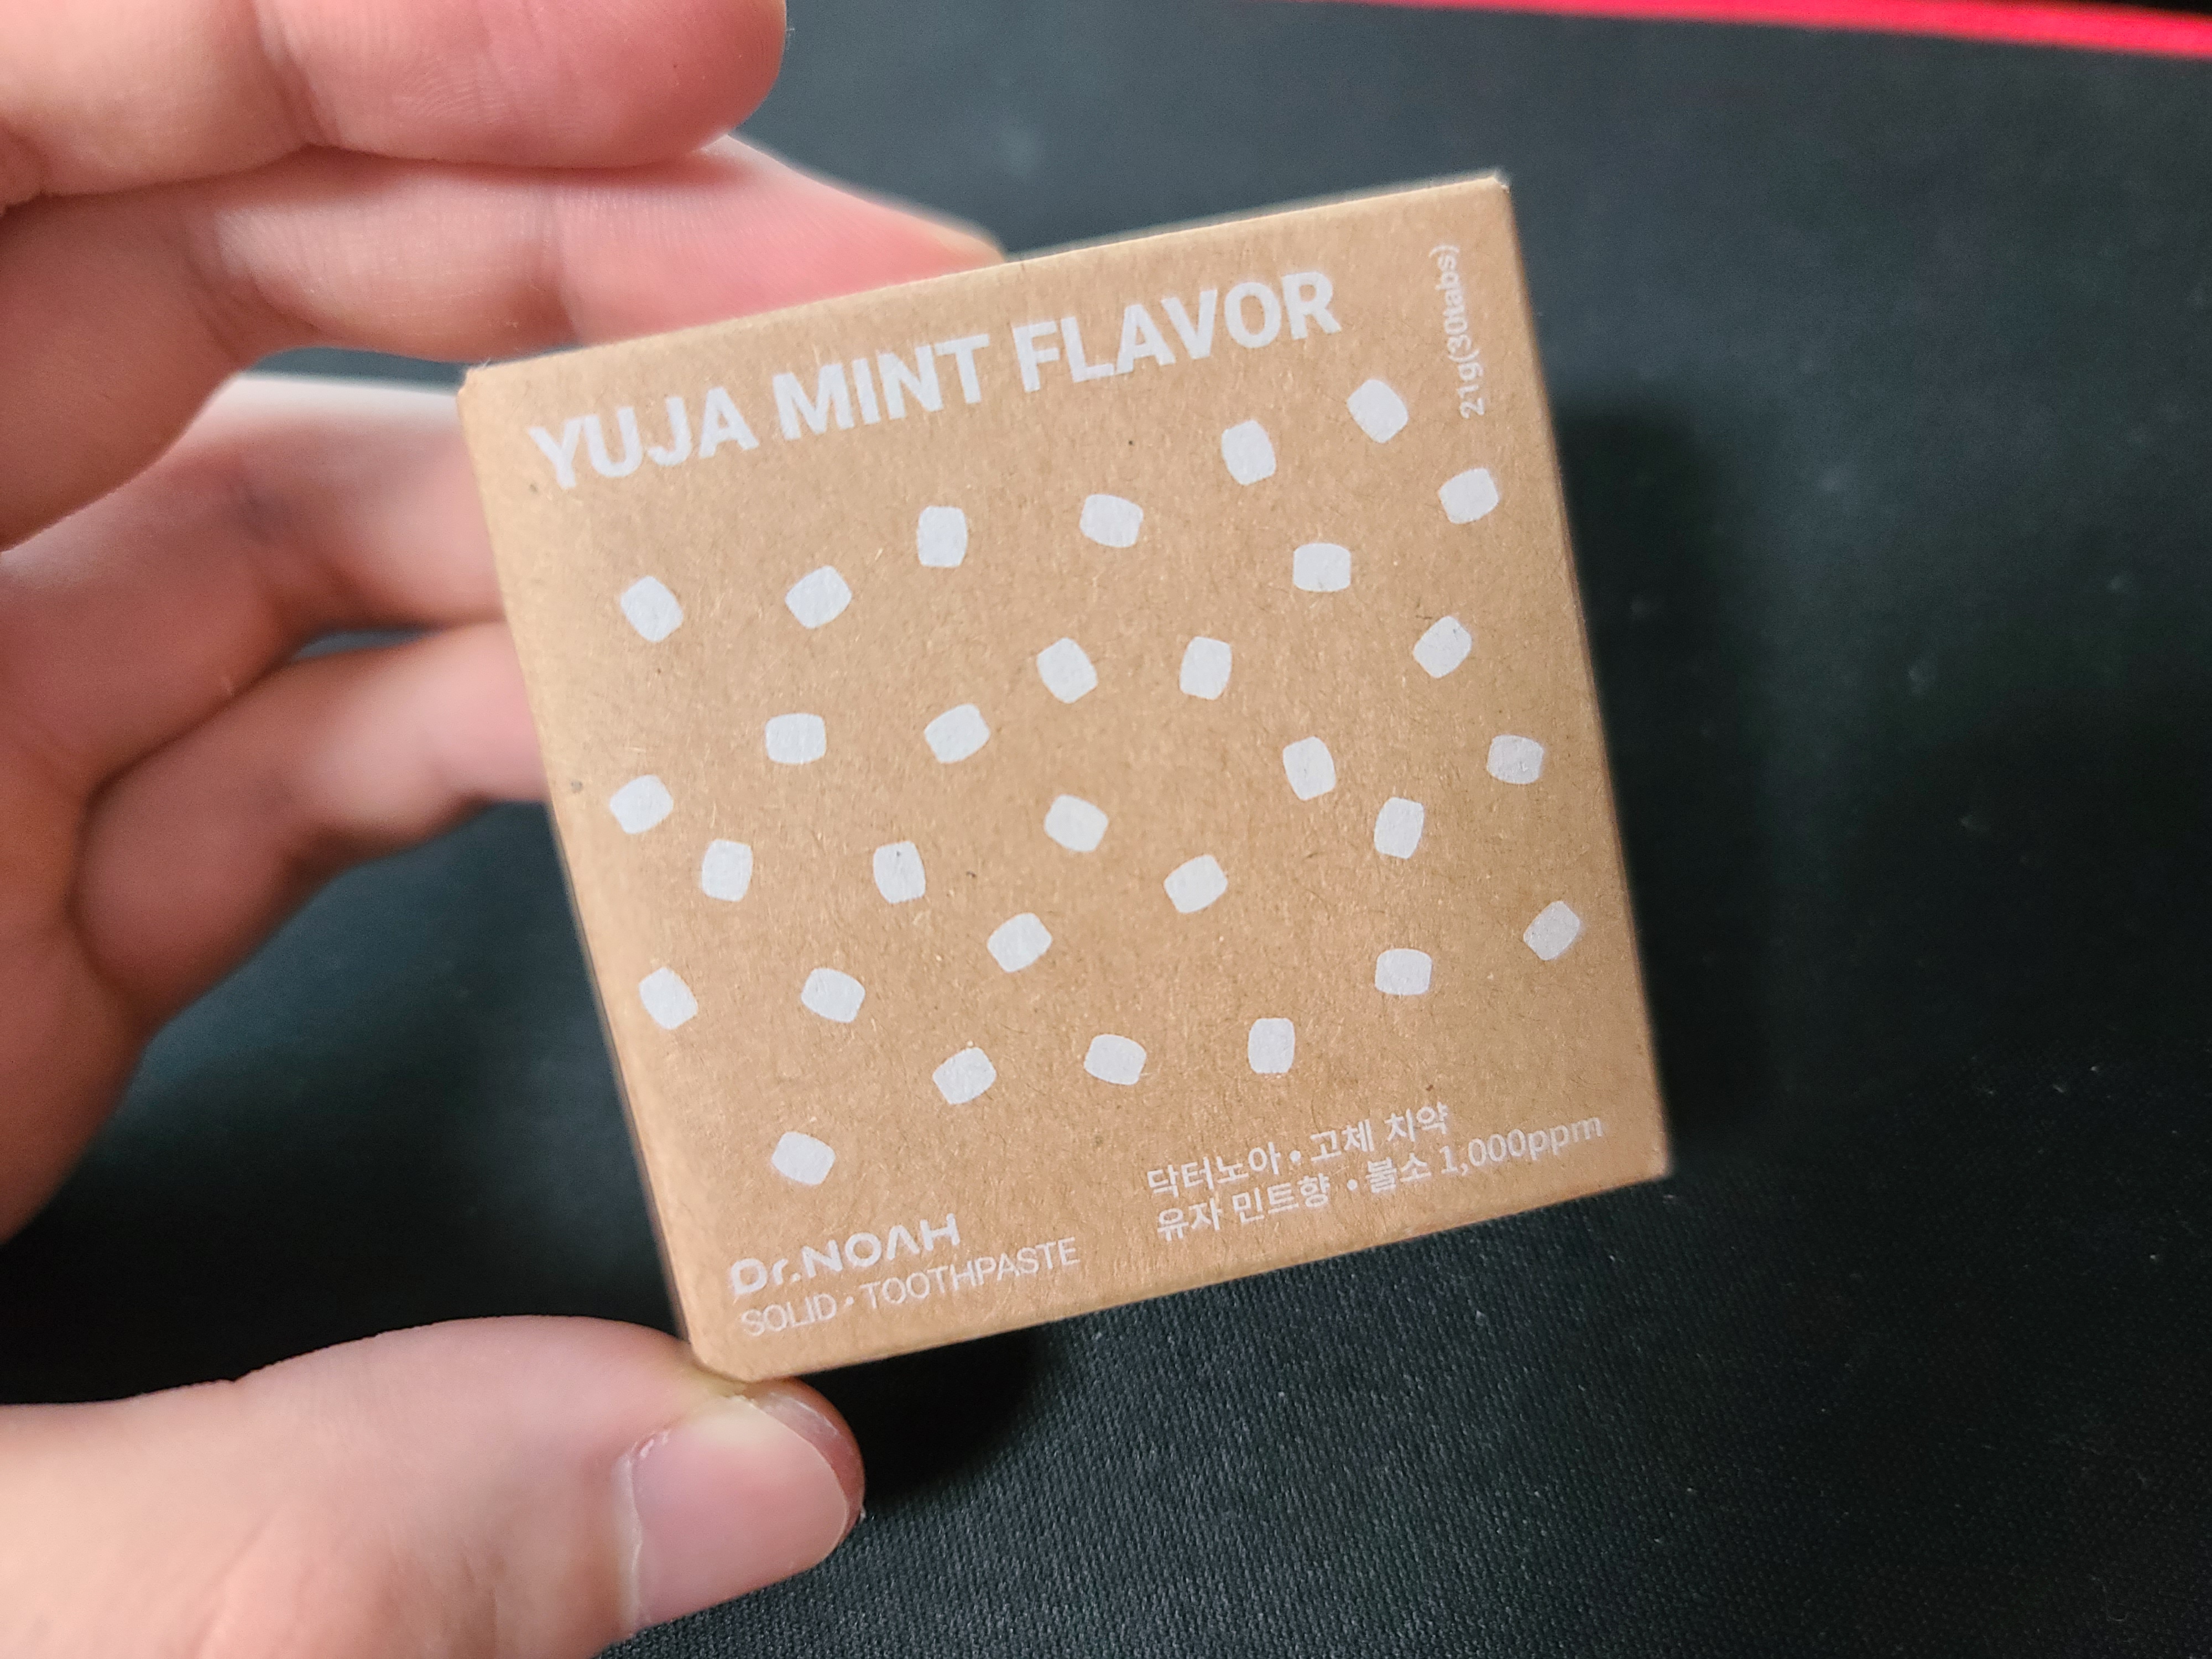 YUJA MINT FLAVOR
21g(30tabs)
Dr.NOAH
SOLID • TOOTHPASTE
닥터노아 • 고체 치약
유자 민트향 • 불소 1,000ppm